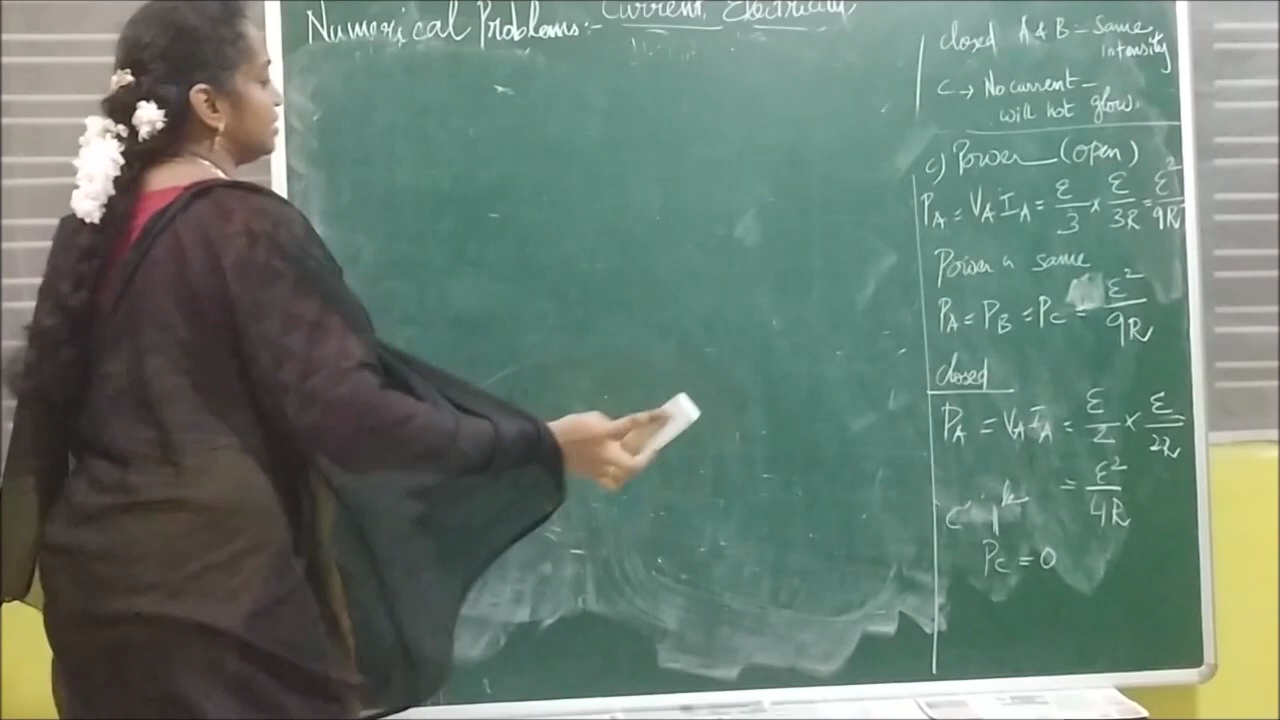 Numerical Problems:- Current Electricity
closed A & B - Same
intensity
C → No current -
will not glow.
c) Power (open)
P_A = V_A I_A = ε/3 × ε/3R = ε²/9R
Power is same
P_A = P_B = P_C = ε²/9R
closed
P_A = V_A I_A = ε/2 × ε/2R
= ε²/4R
P_C = 0